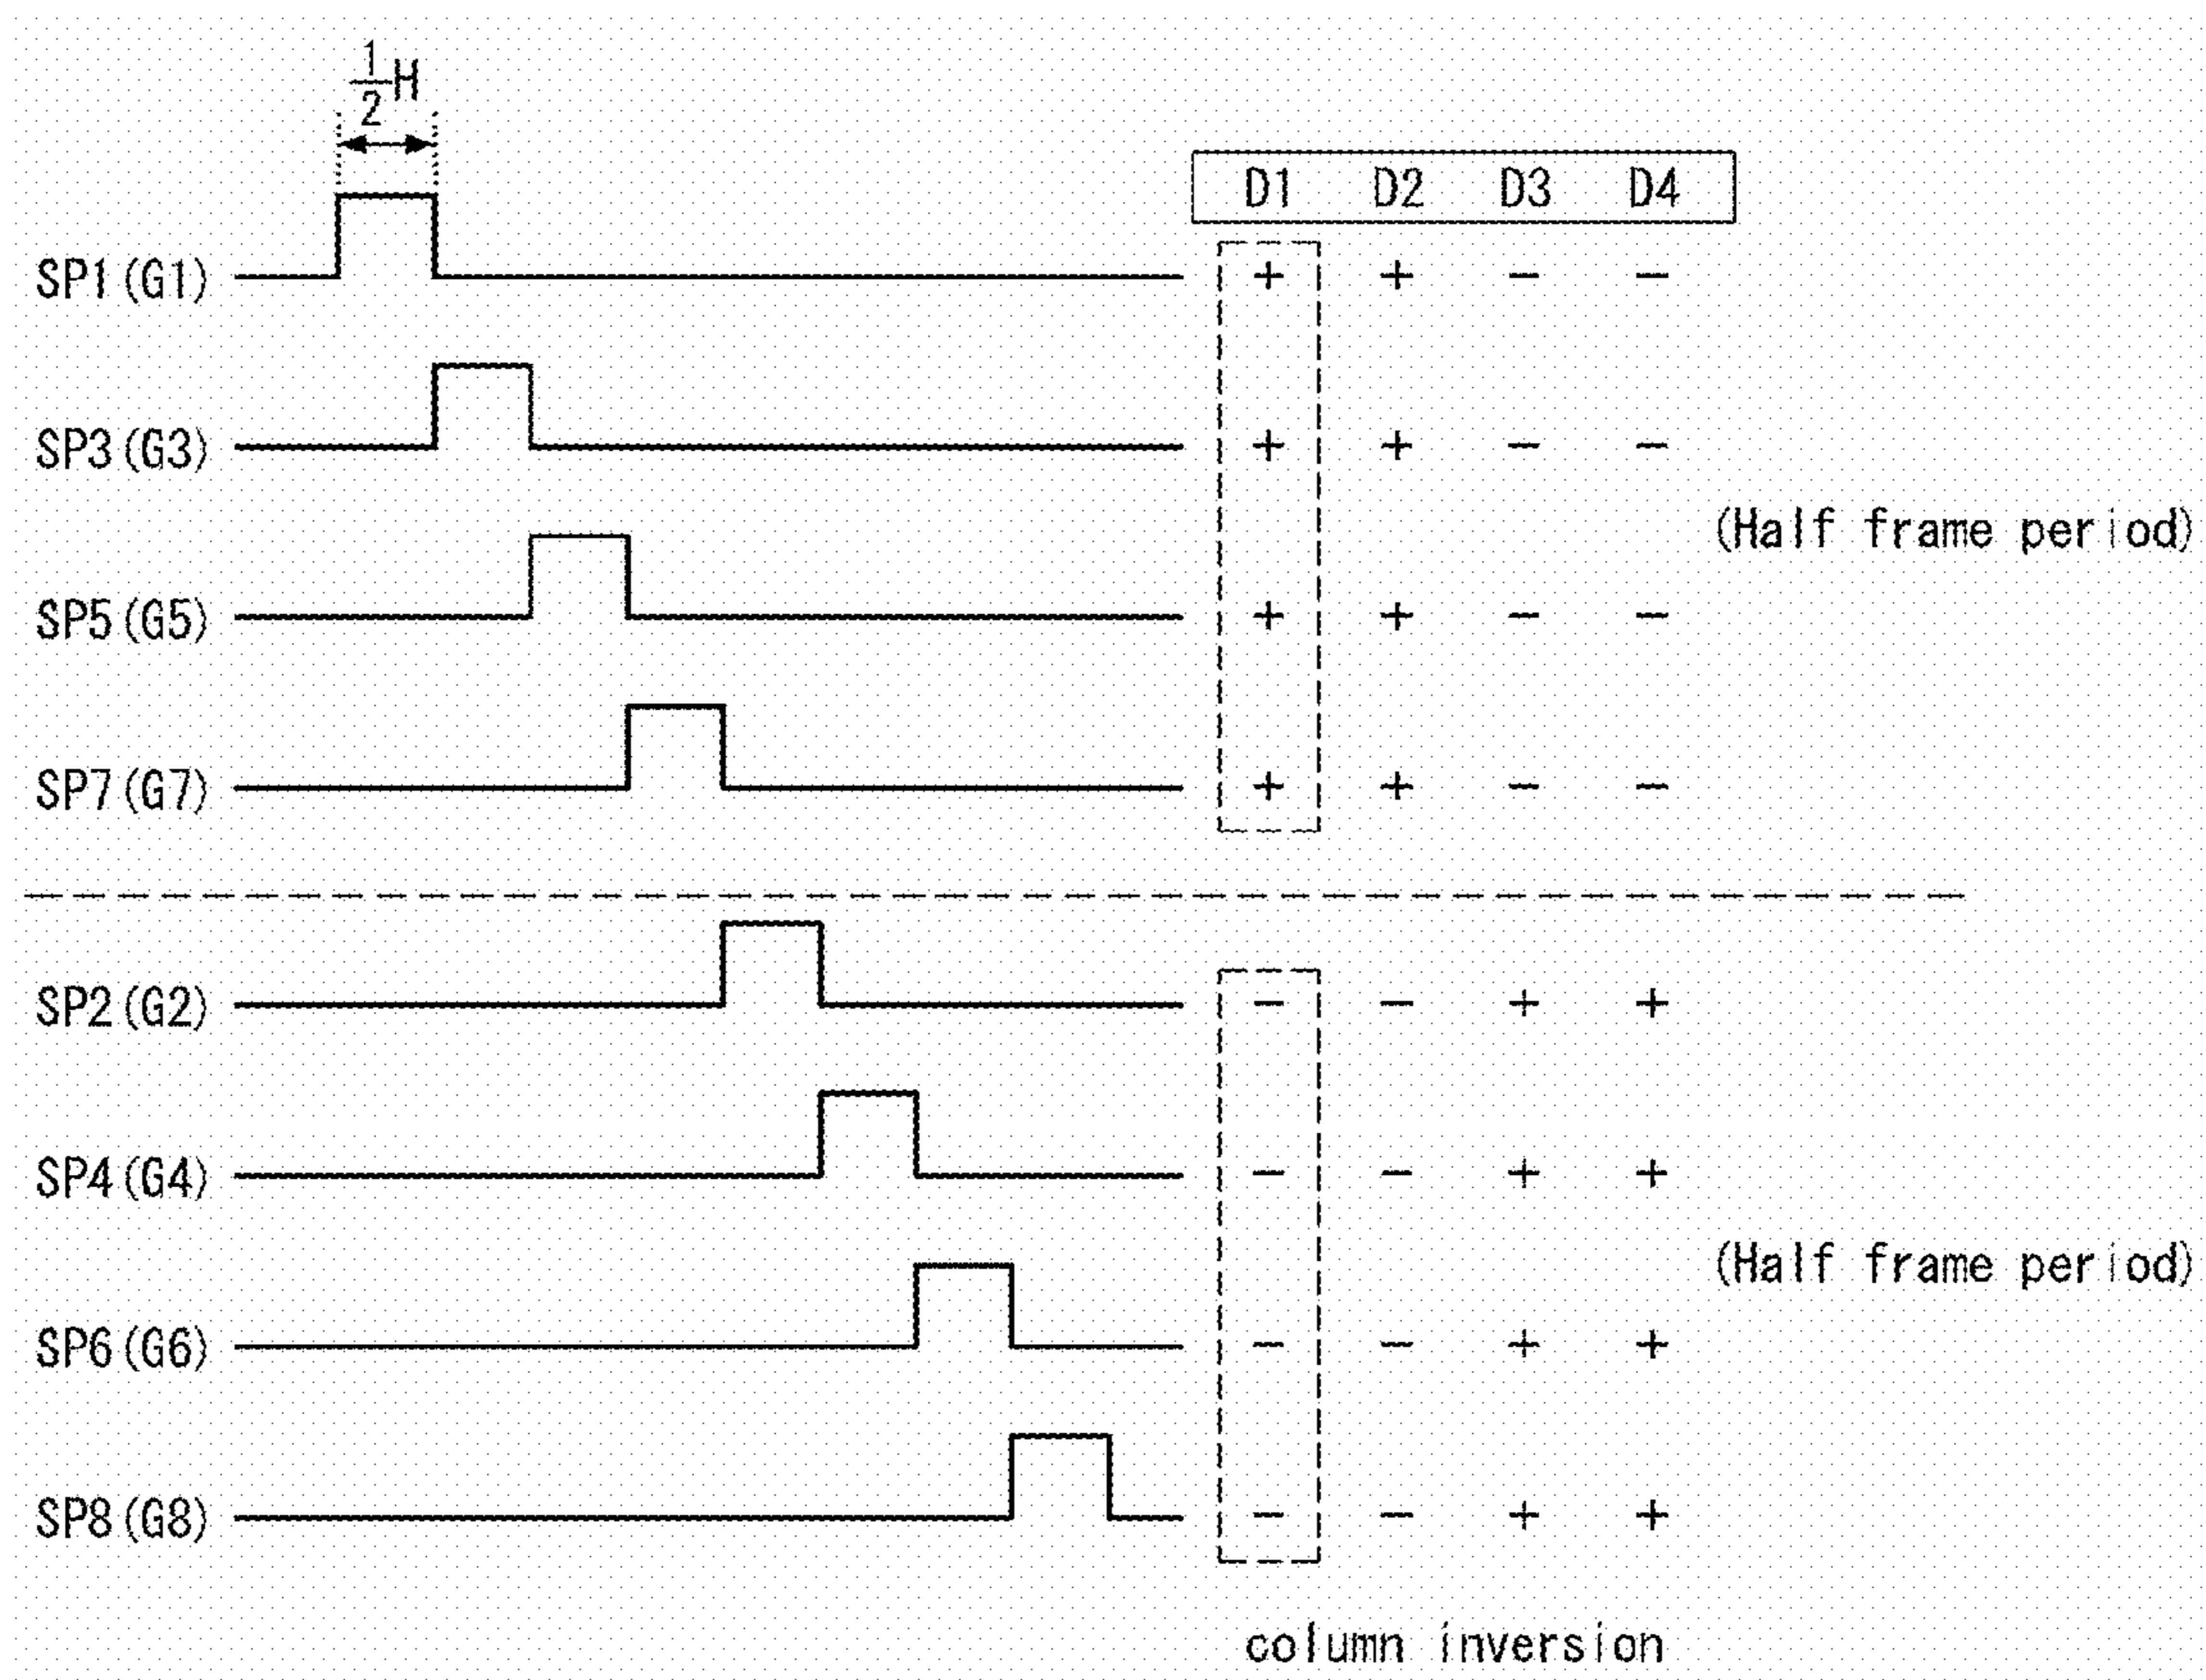 1/2 H
D1 D2 D3 D4
SP1(G1) + + − −
SP3(G3) + + − −
(Half frame period)
SP5(G5) + + − −
SP7(G7) + + − −
SP2(G2) − − + +
SP4(G4) − − + +
(Half frame period)
SP6(G6) − − + +
SP8(G8) − − + +
column inversion